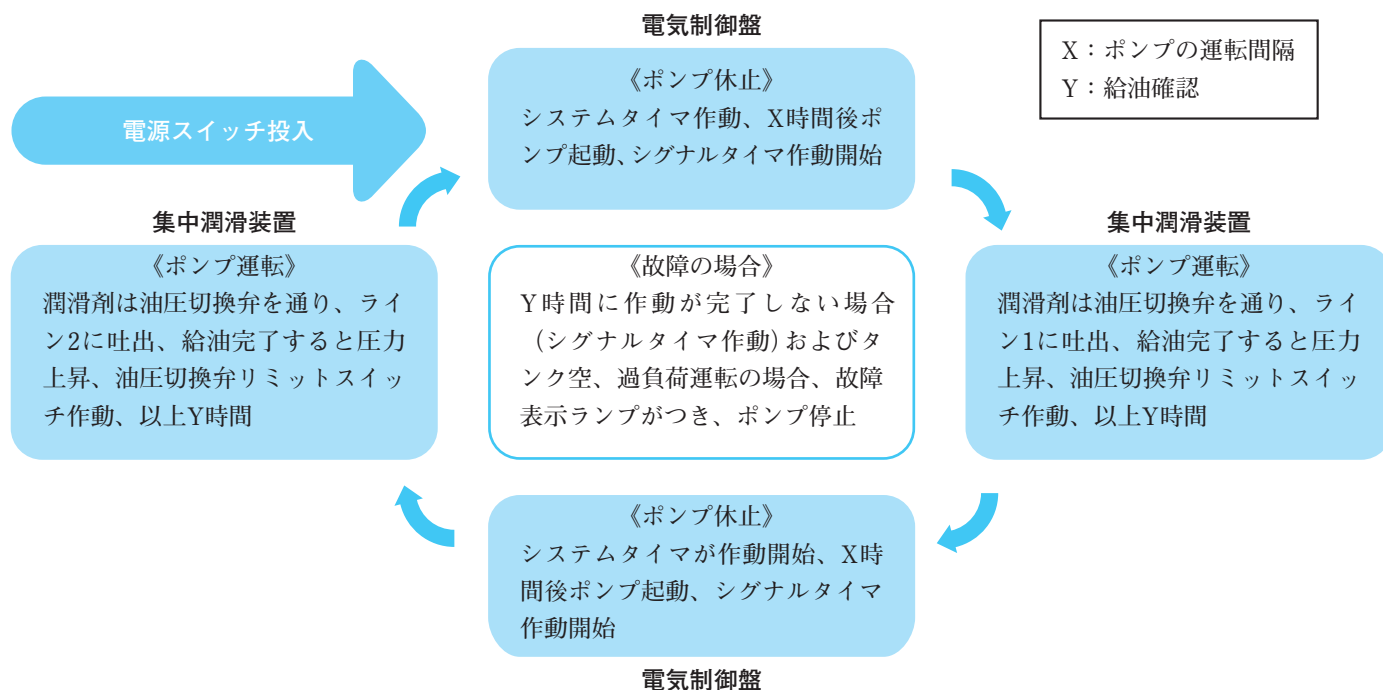 電気制御盤
《ポンプ休止》
システムタイマ作動、X時間後ポ
ンプ起動、シグナルタイマ作動開始
X：ポンプの運転間隔
Y：給油確認
電源スイッチ投入
集中潤滑装置
《ポンプ運転》
潤滑剤は油圧切換弁を通り、ライ
ン2に吐出、給油完了すると圧力
上昇、油圧切換弁リミットスイッ
チ作動、以上Y時間
《故障の場合》
Y時間に作動が完了しない場合
（シグナルタイマ作動）およびタ
ンク空、過負荷運転の場合、故障
表示ランプがつき、ポンプ停止
集中潤滑装置
《ポンプ運転》
潤滑剤は油圧切換弁を通り、ライ
ン1に吐出、給油完了すると圧力
上昇、油圧切換弁リミットスイッ
チ作動、以上Y時間
《ポンプ休止》
システムタイマが作動開始、X時
間後ポンプ起動、シグナルタイマ
作動開始
電気制御盤